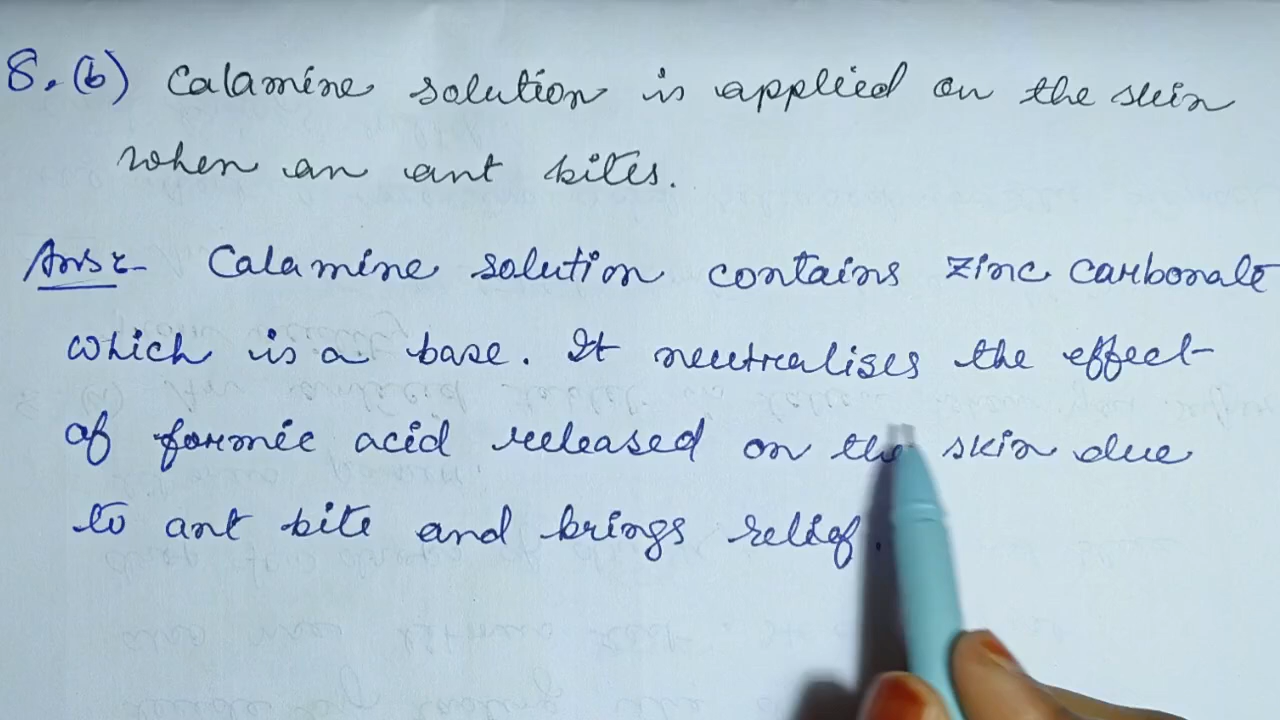 8. (b) Calamine solution is applied on the skin
when an ant bites.
Ans:- Calamine solution contains zinc carbonate
which is a base. It neutralises the effect
of formic acid released on the skin due
to ant bite and brings relief.